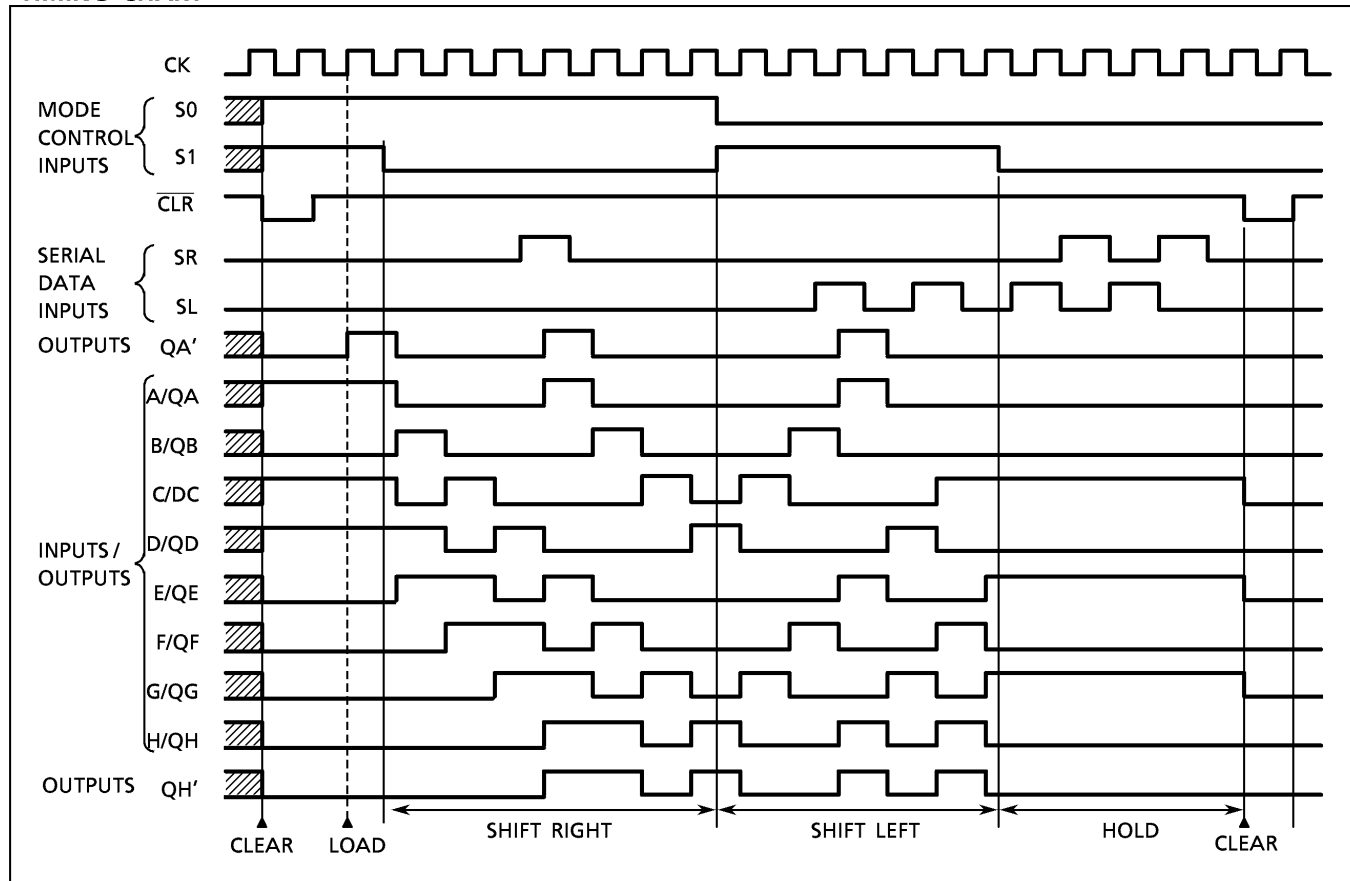 CK
MODE
CONTROL
INPUTS
S0
S1
CLR
SERIAL
DATA
INPUTS
SR
SL
OUTPUTS QA′
A/QA
B/QB
C/DC
D/QD
INPUTS /
OUTPUTS
E/QE
F/QF
G/QG
H/QH
OUTPUTS QH′
SHIFT RIGHT
SHIFT LEFT
HOLD
CLEAR
LOAD
CLEAR